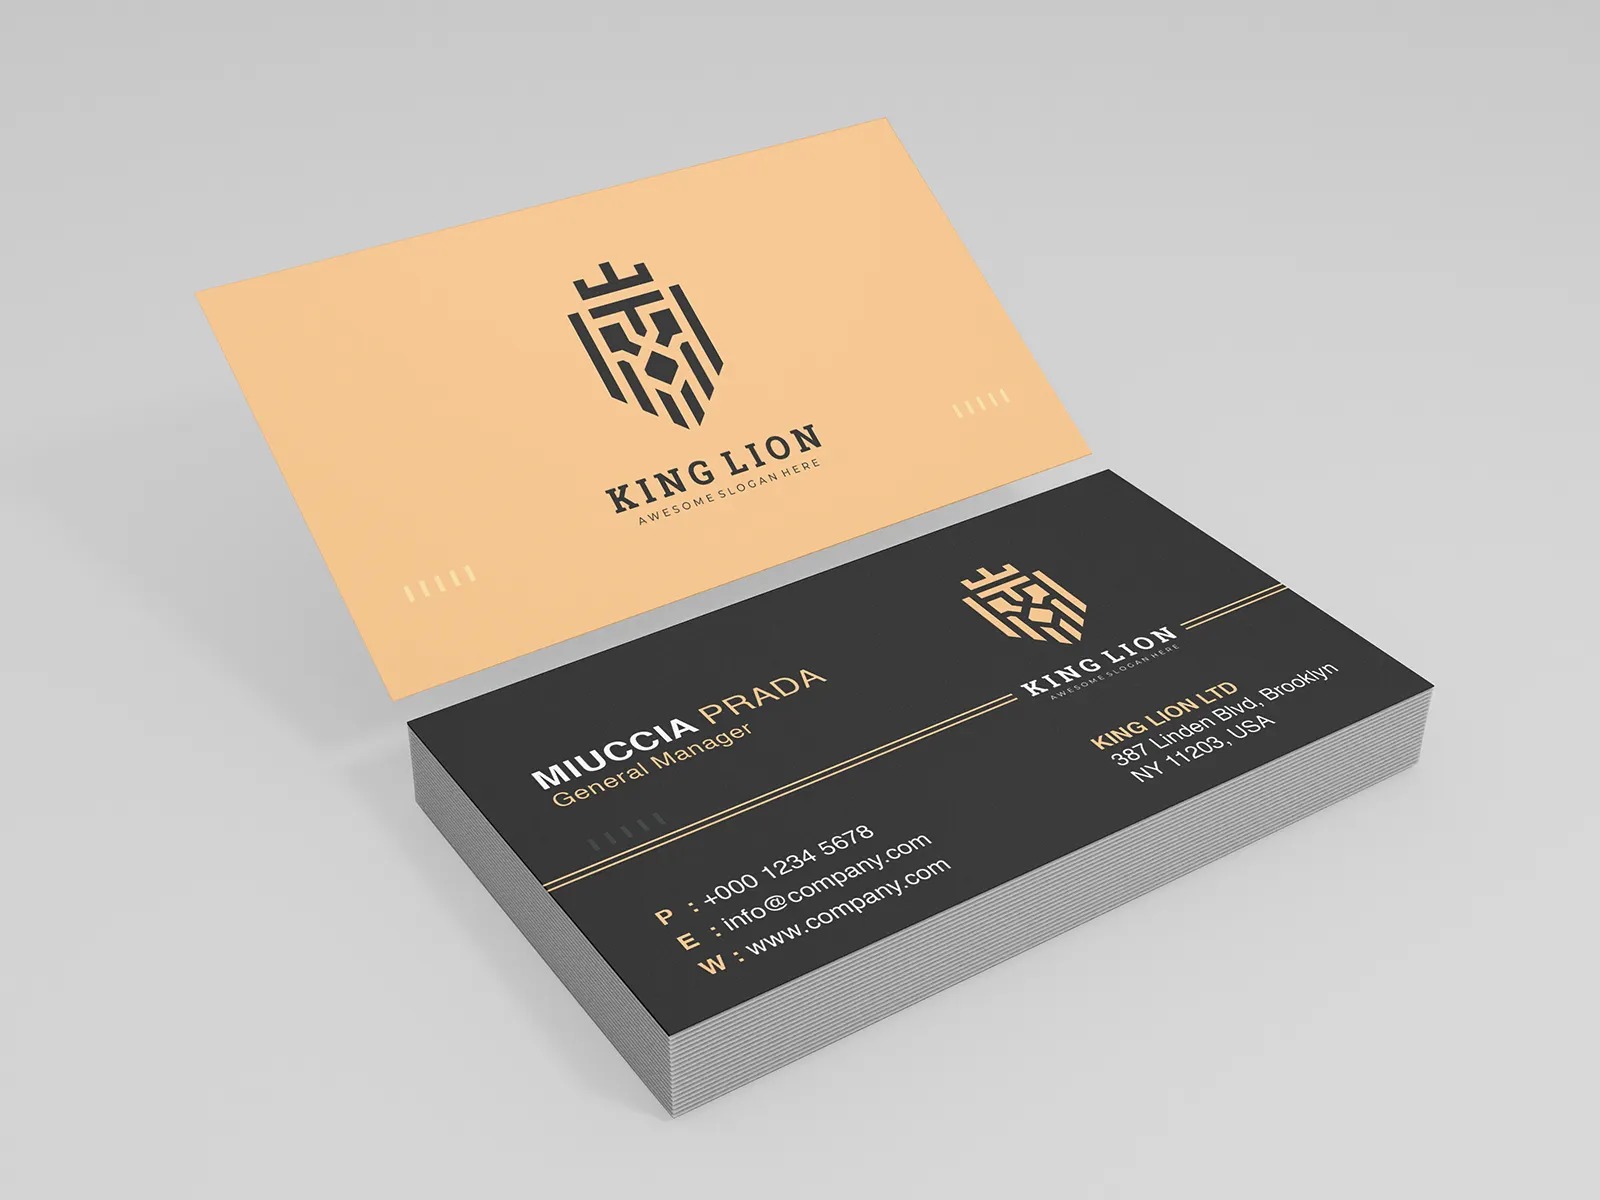 KING LION
AWESOME SLOGAN HERE
KING LION
AWESOME SLOGAN HERE
MIUCCIA PRADA
General Manager
KING LION LTD
387 Linden Blvd, Brooklyn
NY 11203, USA
P : +000 1234 5678
E : info@company.com
W : www.company.com